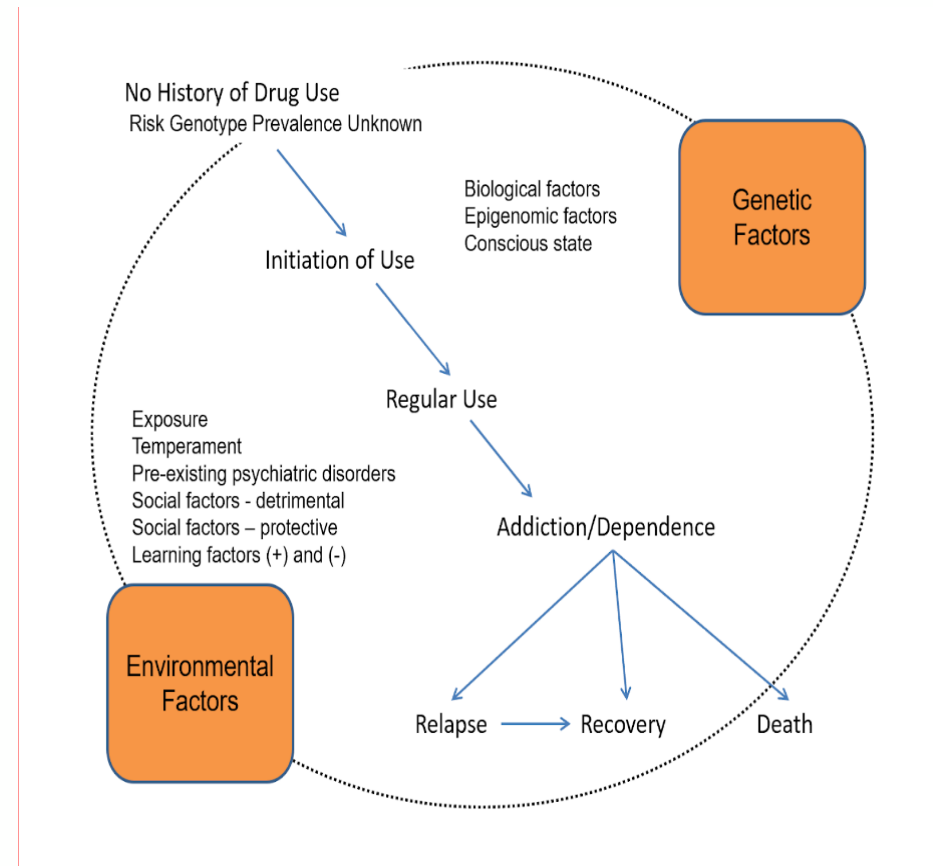 No History of Drug Use
Risk Genotype Prevalence Unknown
Biological factors
Epigenomic factors
Conscious state
Genetic
Factors
Initiation of Use
Regular Use
Exposure
Temperament
Pre-existing psychiatric disorders
Social factors - detrimental
Social factors – protective
Learning factors (+) and (-)
Addiction/Dependence
Environmental
Factors
Relapse
Recovery
Death